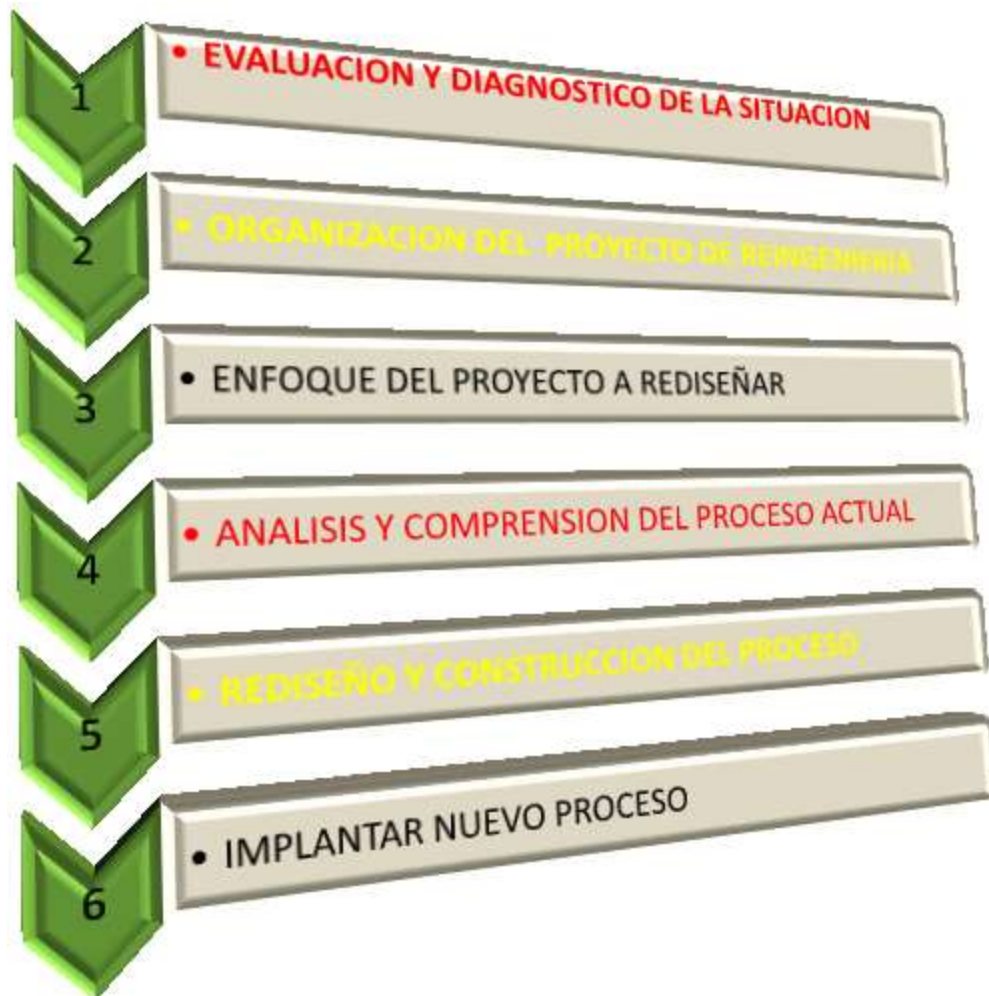 1
• EVALUACION Y DIAGNOSTICO DE LA SITUACION
2
• ORGANIZACION DEL PROYECTO DE REINGENIERIA
3
• ENFOQUE DEL PROYECTO A REDISEÑAR
4
• ANALISIS Y COMPRENSION DEL PROCESO ACTUAL
5
• REDISEÑO Y CONSTRUCCION DEL PROCESO
6
• IMPLANTAR NUEVO PROCESO